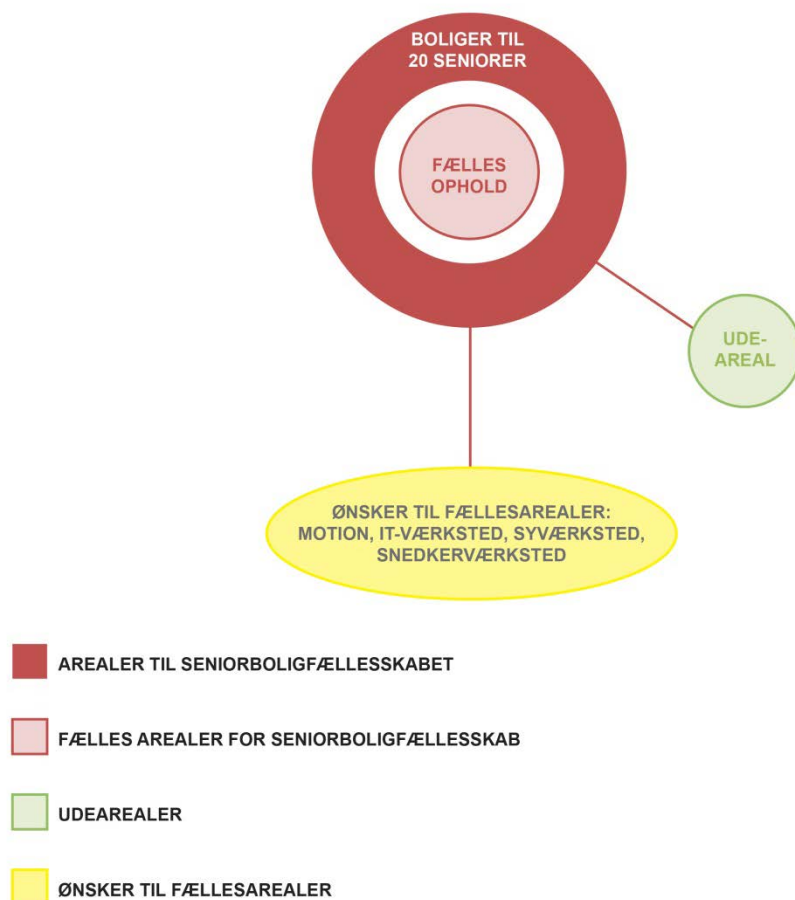 BOLIGER TIL
20 SENIORER
FÆLLES
OPHOLD
UDE-
AREAL
ØNSKER TIL FÆLLESAREALER:
MOTION, IT-VÆRKSTED, SYVÆRKSTED,
SNEDKERVÆRKSTED
AREALER TIL SENIORBOLIGFÆLLESSKABET
FÆLLES AREALER FOR SENIORBOLIGFÆLLESSKAB
UDEAREALER
ØNSKER TIL FÆLLESAREALER